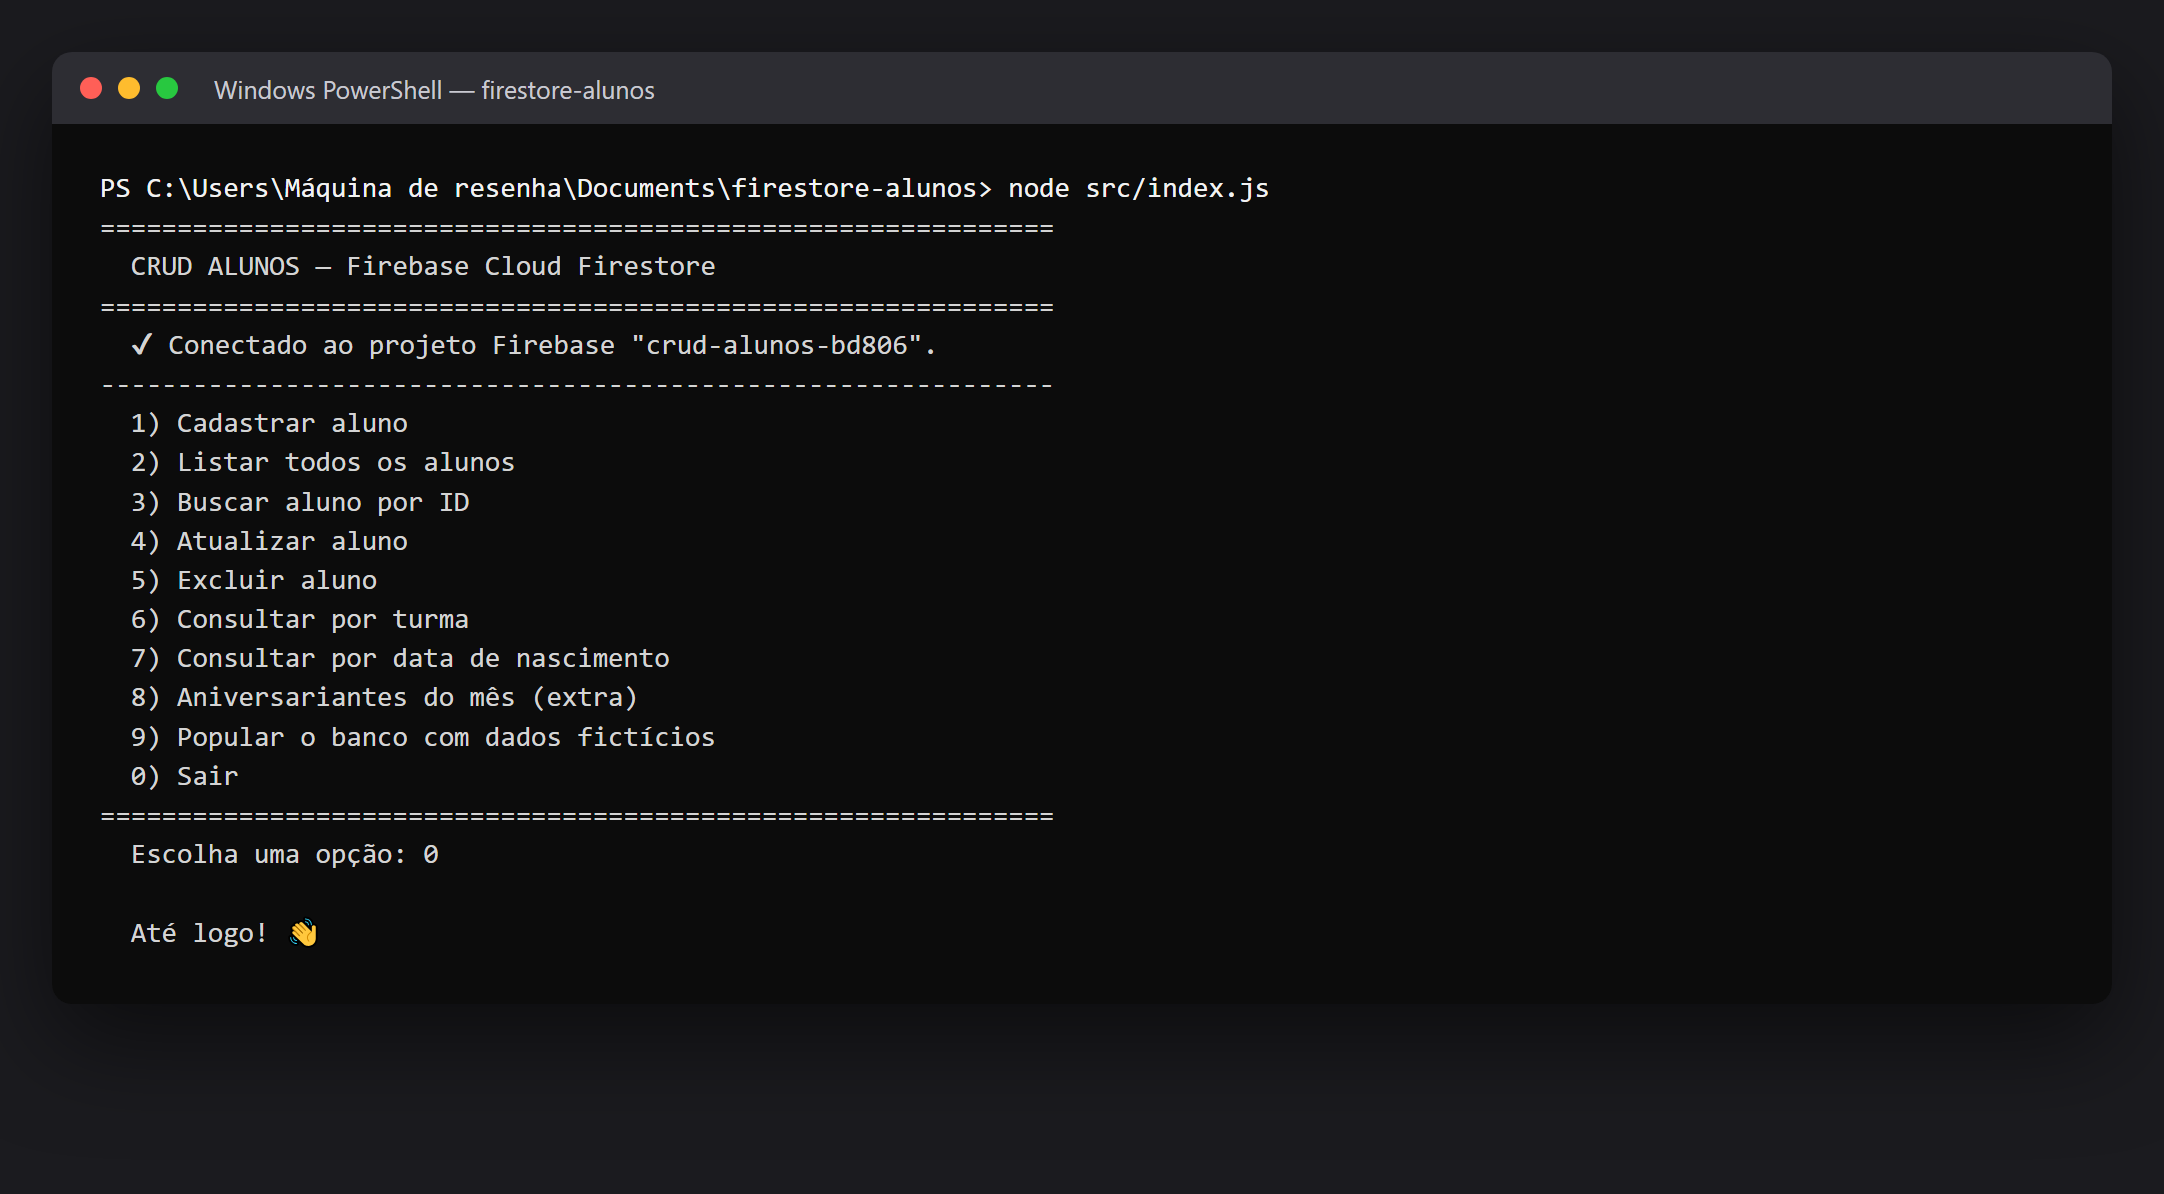 Windows PowerShell — firestore-alunos
PS C:\Users\Máquina de resenha\Documents\firestore-alunos> node src/index.js
==============================================================
CRUD ALUNOS — Firebase Cloud Firestore
==============================================================
✓ Conectado ao projeto Firebase "crud-alunos-bd806".
--------------------------------------------------------------
1) Cadastrar aluno
2) Listar todos os alunos
3) Buscar aluno por ID
4) Atualizar aluno
5) Excluir aluno
6) Consultar por turma
7) Consultar por data de nascimento
8) Aniversariantes do mês (extra)
9) Popular o banco com dados fictícios
0) Sair
==============================================================
Escolha uma opção: 0
Até logo! 👋